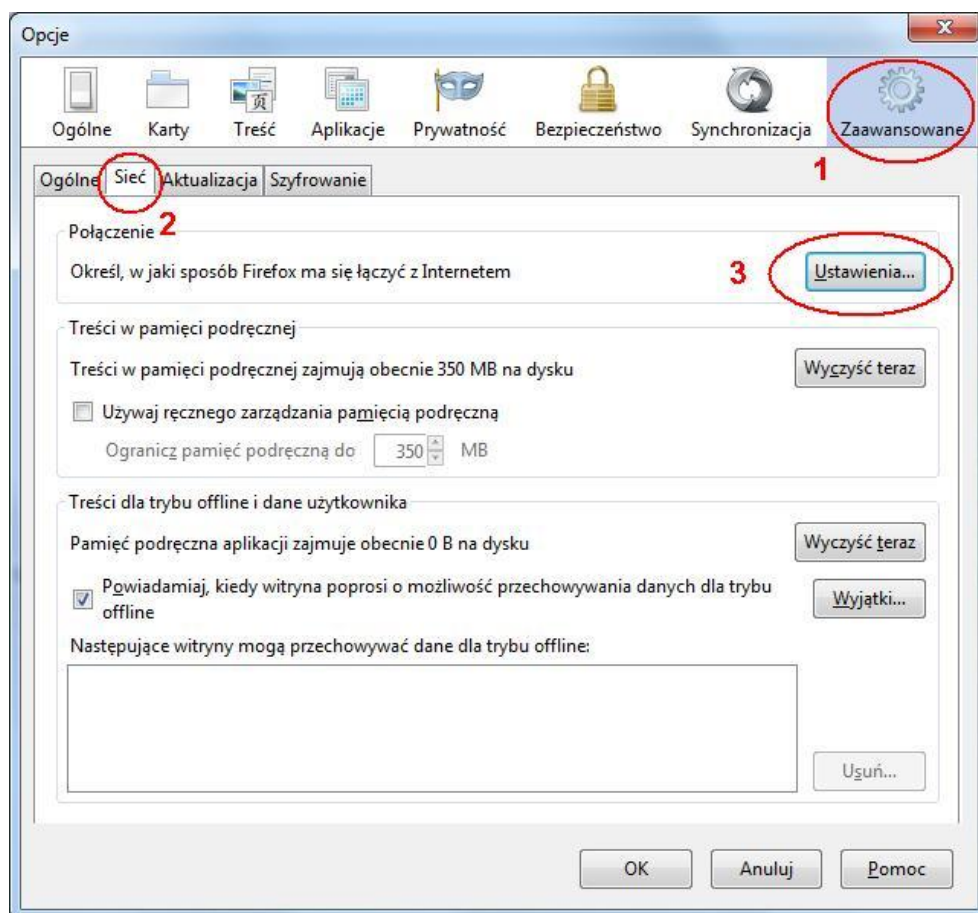 Opcje
x
页
Ogólne Karty Treść Aplikacje Prywatność Bezpieczeństwo Synchronizacja Zaawansowane
1
Ogólne Sieć Aktualizacja Szyfrowanie
2
Połączenie
Określ, w jaki sposób Firefox ma się łączyć z Internetem
3
Ustawienia...
Treści w pamięci podręcznej
Treści w pamięci podręcznej zajmują obecnie 350 MB na dysku
Wyczyść teraz
Używaj ręcznego zarządzania pamięcią podręczną
Ogranicz pamięć podręczną do 350 MB
Treści dla trybu offline i dane użytkownika
Pamięć podręczna aplikacji zajmuje obecnie 0 B na dysku
Wyczyść teraz
Powiadamiaj, kiedy witryna poprosi o możliwość przechowywania danych dla trybu
offline
Wyjątki...
Następujące witryny mogą przechowywać dane dla trybu offline:
Usuń...
OK Anuluj Pomoc